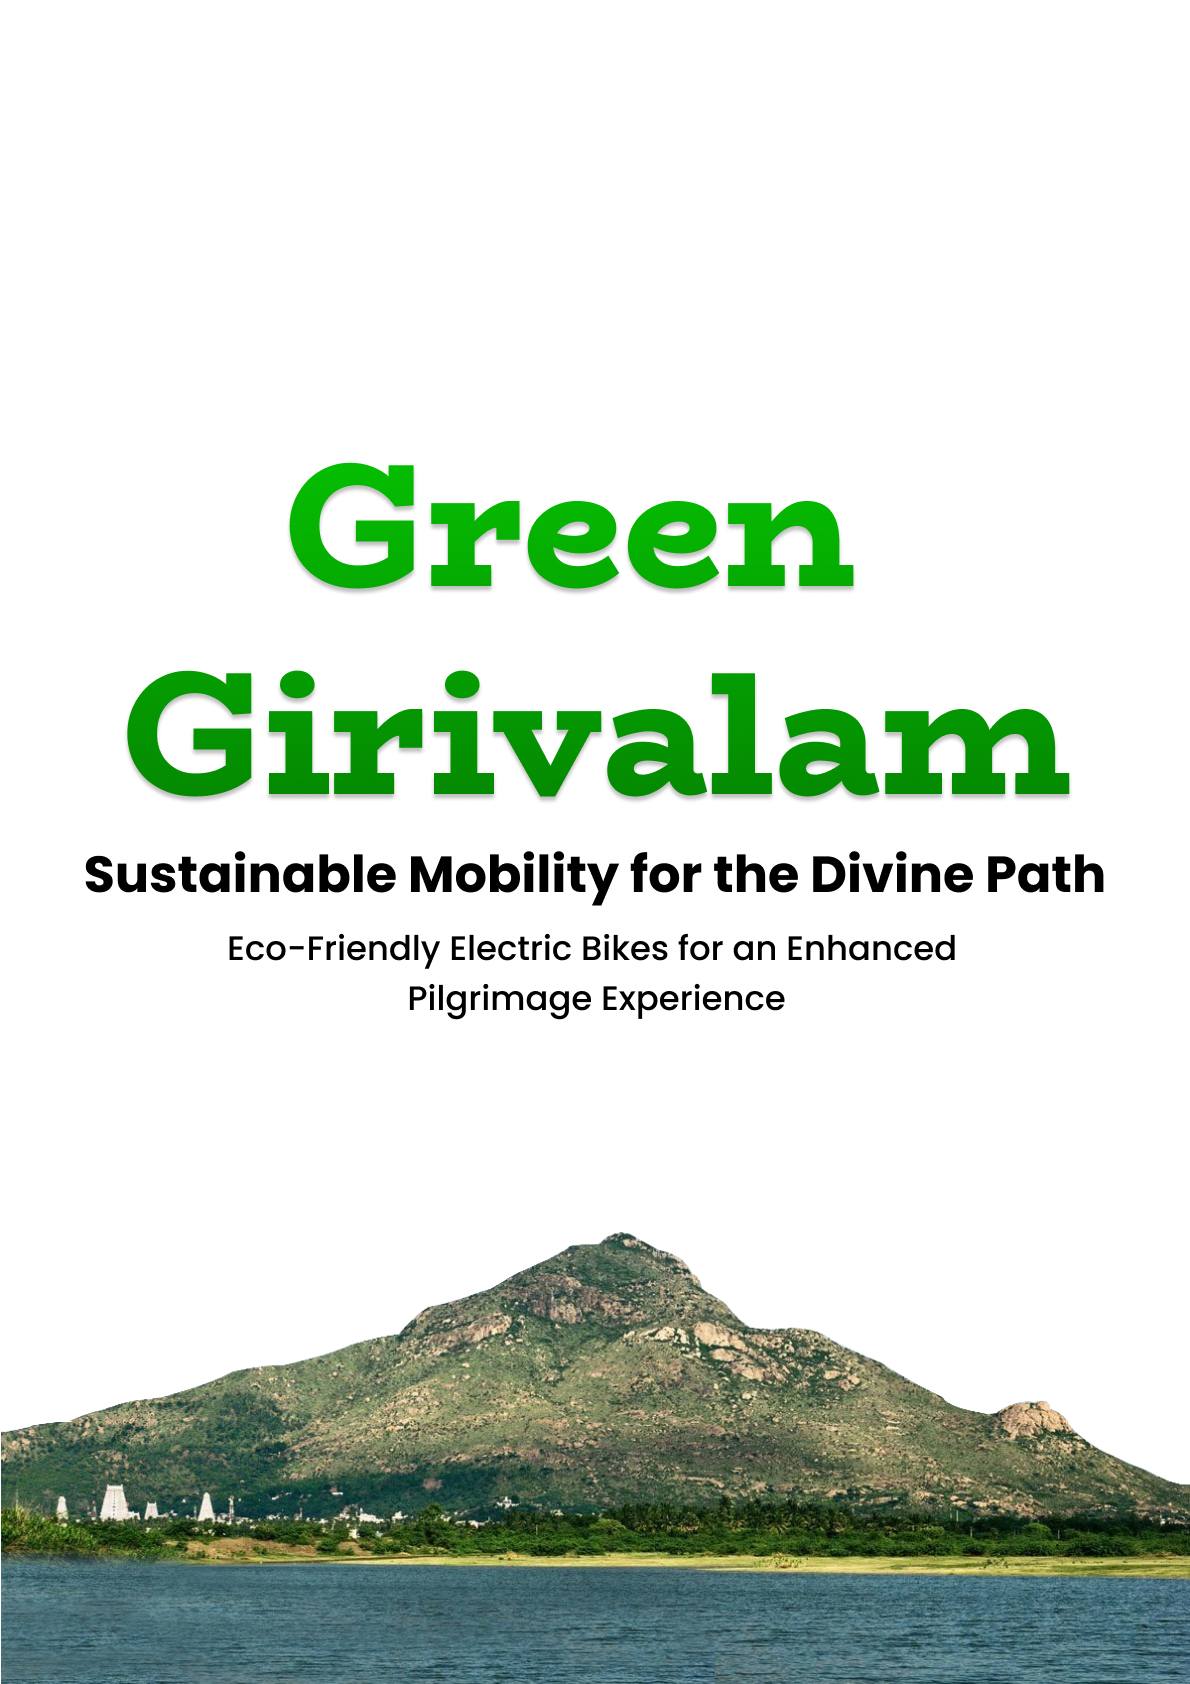 Green
Girivalam
Sustainable Mobility for the Divine Path
Eco-Friendly Electric Bikes for an Enhanced
Pilgrimage Experience